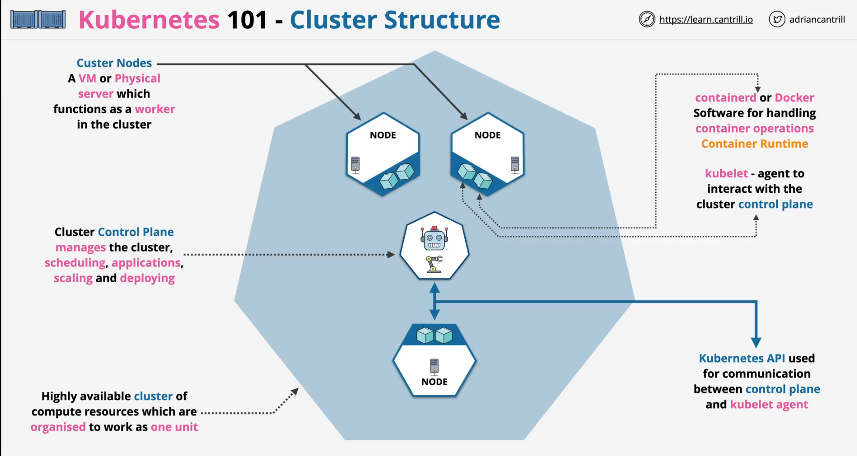 Kubernetes 101 - Cluster Structure
https://learn.cantrill.io
adriancantrill
Custer Nodes
A VM or Physical
server which
functions as a worker
in the cluster
NODE
NODE
containerd or Docker
Software for handling
container operations
Container Runtime
kubelet - agent to
interact with the
cluster control plane
Cluster Control Plane
manages the cluster,
scheduling, applications,
scaling and deploying
NODE
Kubernetes API used
for communication
between control plane
and kubelet agent
Highly available cluster of
compute resources which are
organised to work as one unit